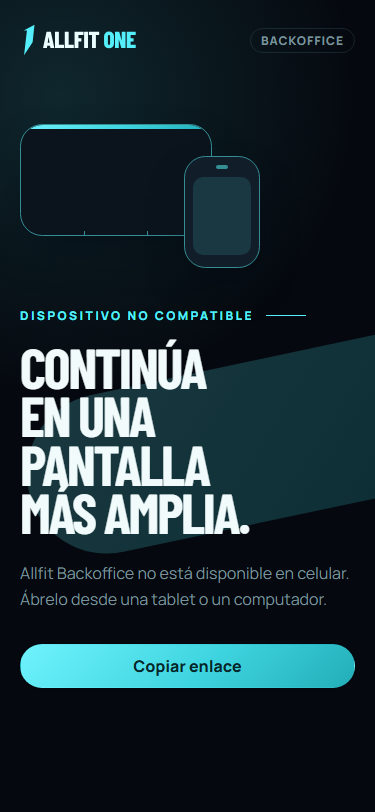 ALLFIT ONE
BACKOFFICE
DISPOSITIVO NO COMPATIBLE
CONTINÚA
EN UNA
PANTALLA
MÁS AMPLIA.
Allfit Backoffice no está disponible en celular.
Ábrelo desde una tablet o un computador.
Copiar enlace